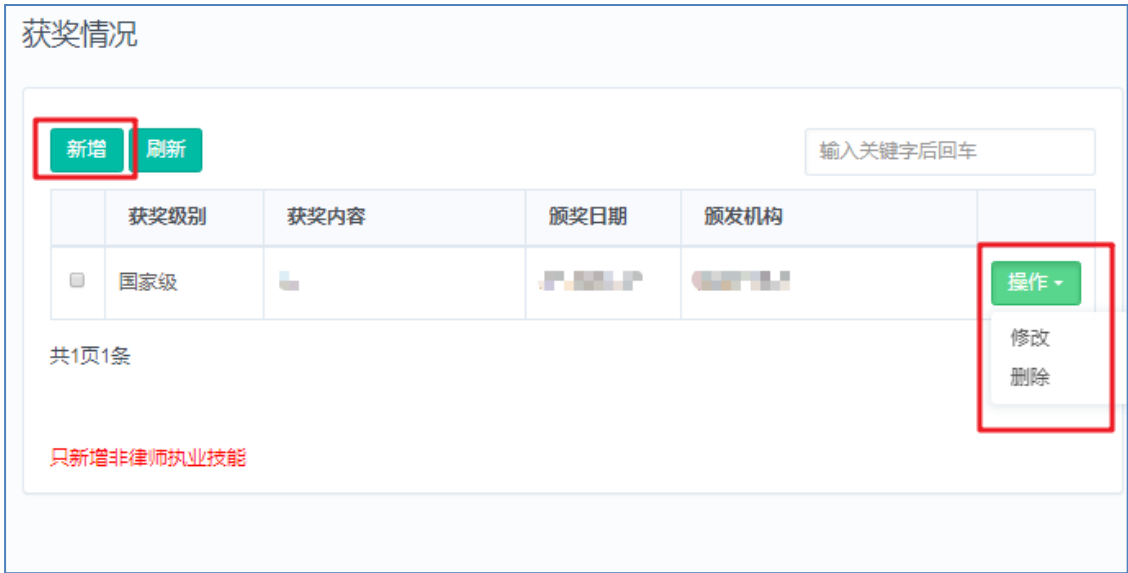 获奖情况
新增 刷新 输入关键字后回车
获奖级别 获奖内容 颁奖日期 颁发机构
国家级 操作
修改
删除
共1页1条
只新增非律师执业技能